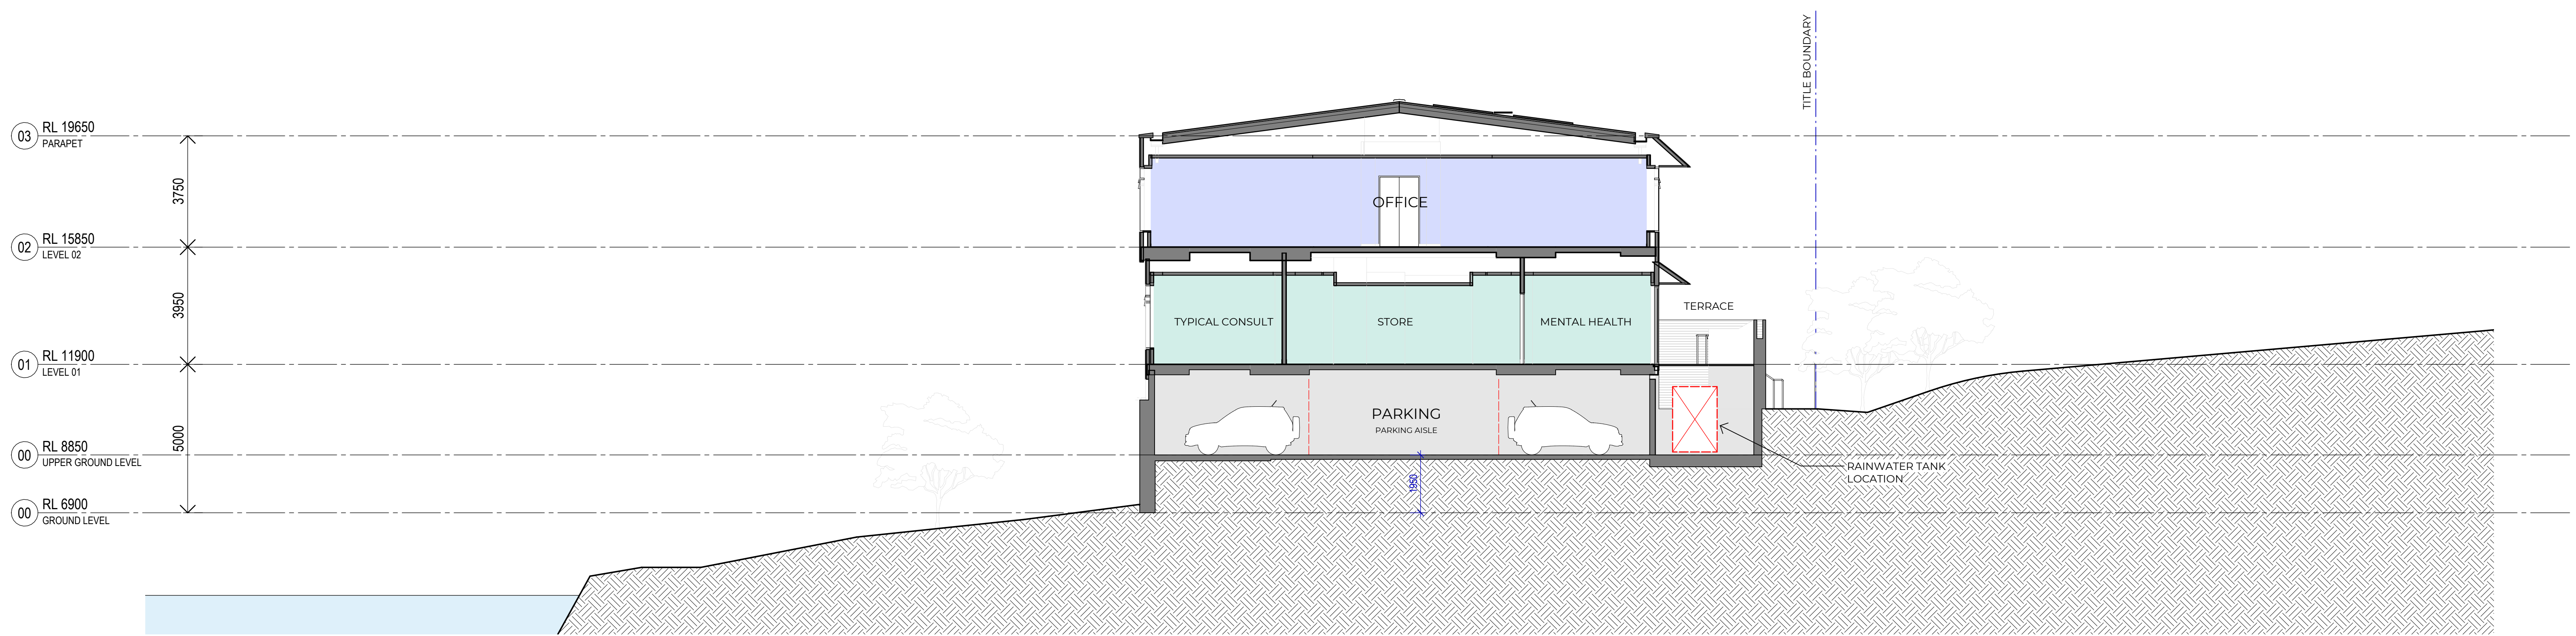 TITLE BOUNDARY
03 RL 19650
PARAPET
3750
OFFICE
02 RL 15850
LEVEL 02
3950
TERRACE
TYPICAL CONSULT
STORE
MENTAL HEALTH
01 RL 11900
LEVEL 01
5000
PARKING
PARKING AISLE
00 RL 8850
UPPER GROUND LEVEL
RAINWATER TANK
LOCATION
1950
00 RL 6900
GROUND LEVEL